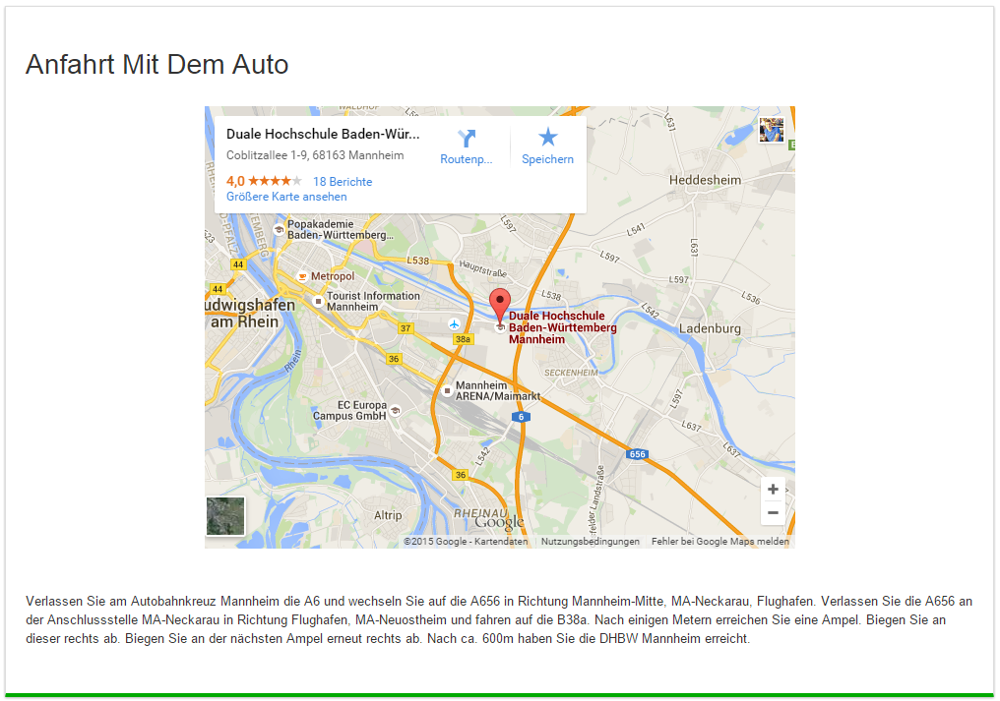 Anfahrt Mit Dem Auto
Duale Hochschule Baden-Wür...
Coblitzallee 1-9, 68163 Mannheim
4,0
18 Berichte
Größere Karte ansehen
Routenp...
Speichern
L631
Heddesheim
L597
L541
L631
L597
L597
L536
Popakademie
Baden-Württemberg...
L538
Hauptstraße
L538
44
Metropol
44
Tourist Information
Mannheim
udwigshafen
am Rhein
L542
Ladenburg
Duale Hochschule
Baden-Württemberg
Mannheim
37
38a
36
Rhein
SECKENHEIM
Mannheim
ARENA/Maimarkt
L597
EC Europa
Campus GmbH
6
L637
L637
L542
656
36
Altrip
RHEINAU
Google
©2015 Google - Kartendaten
Nutzungsbedingungen
Fehler bei Google Maps melden
Verlassen Sie am Autobahnkreuz Mannheim die A6 und wechseln Sie auf die A656 in Richtung Mannheim-Mitte, MA-Neckarau, Flughafen. Verlassen Sie die A656 an
der Anschlussstelle MA-Neckarau in Richtung Flughafen, MA-Neuostheim und fahren auf die B38a. Nach einigen Metern erreichen Sie eine Ampel. Biegen Sie an
dieser rechts ab. Biegen Sie an der nächsten Ampel erneut rechts ab. Nach ca. 600m haben Sie die DHBW Mannheim erreicht.